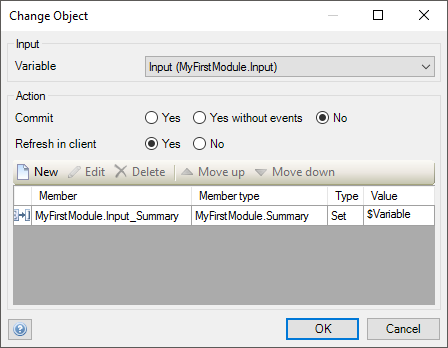 Change Object
Input
Variable
Input (MyFirstModule.Input)
Action
Commit Yes Yes without events No
Refresh in client Yes No
New Edit Delete Move up Move down
Member Member type Type Value
MyFirstModule.Input_Summary MyFirstModule.Summary Set $Variable
OK Cancel